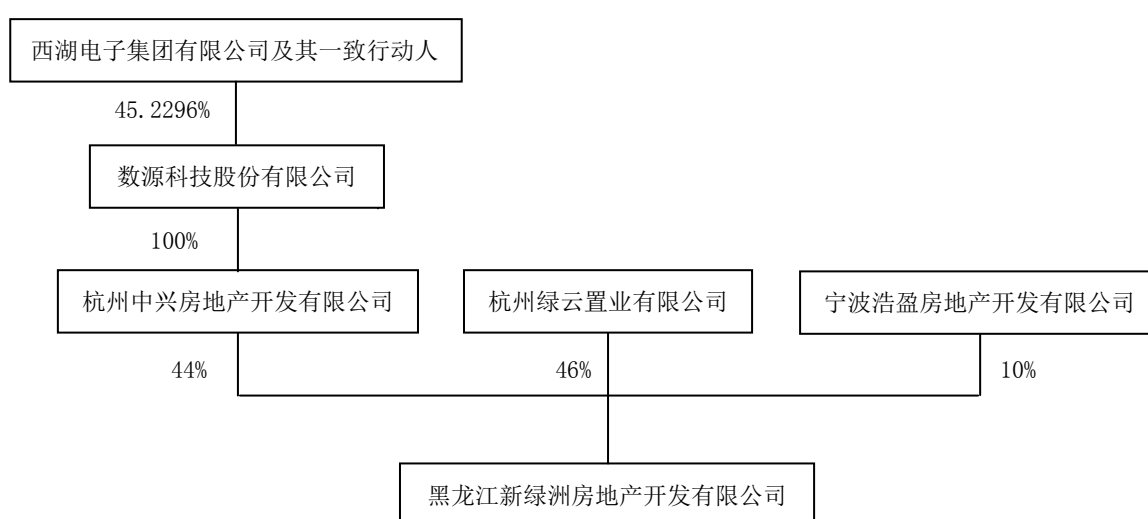 西湖电子集团有限公司及其一致行动人
45.2296%
数源科技股份有限公司
100%
杭州中兴房地产开发有限公司
杭州绿云置业有限公司
宁波浩盈房地产开发有限公司
44%
46%
10%
黑龙江新绿洲房地产开发有限公司